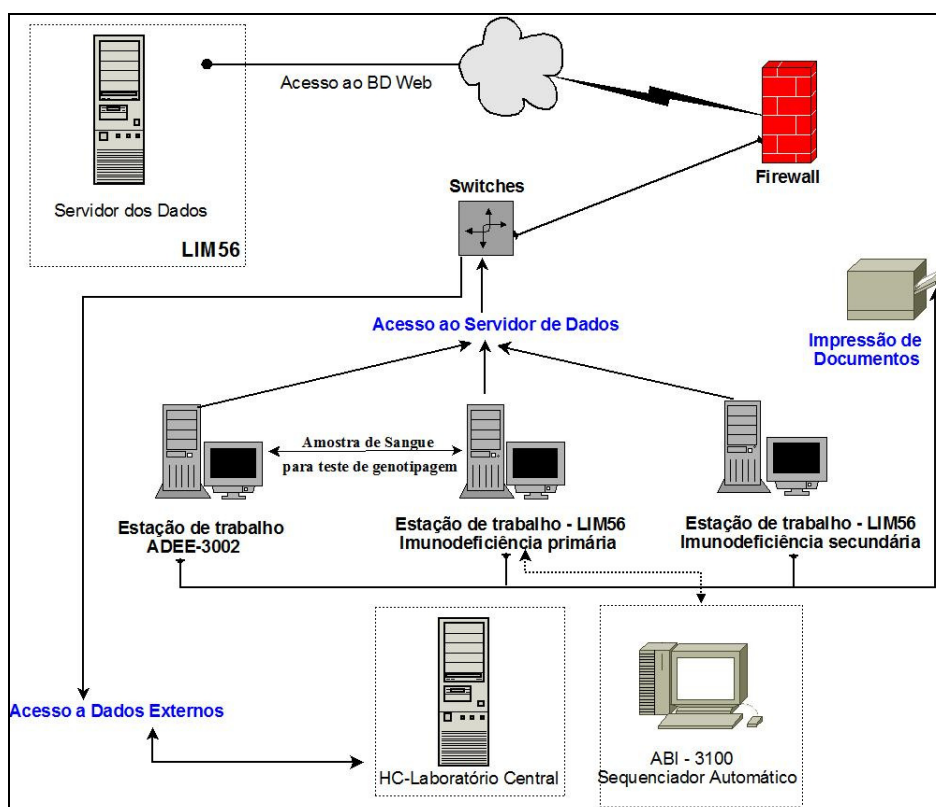 Acesso ao BD Web
Firewall
Switches
Servidor dos Dados
LIM56
Acesso ao Servidor de Dados
Impressão de
Documentos
Amostra de Sangue
para teste de genotipagem
Estação de trabalho
ADEE-3002
Estação de trabalho - LIM56
Imunodeficiência primária
Estação de trabalho - LIM56
Imunodeficiência secundária
Acesso a Dados Externos
HC-Laboratório Central
ABI - 3100
Sequenciador Automático